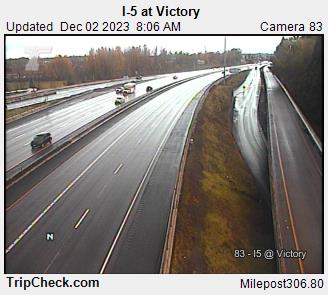 I-5 at Victory
Updated Dec 02 2023 8:06 AM Camera 83
N
83 - I5 @ Victory
TripCheck.com Milepost306.80